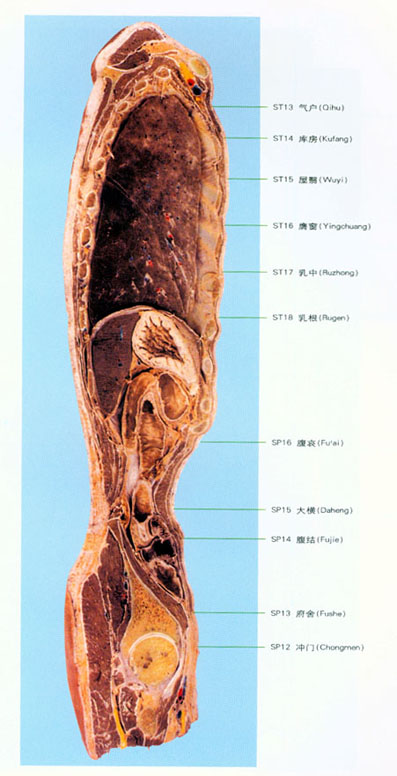 ST13 气户(Qihu)
ST14 库房(Kufang)
ST15 屋翳(Wuyi)
ST16 膺窗(Yingchuang)
ST17 乳中(Ruzhong)
ST18 乳根(Rugen)
SP16 腹哀(Fu'ai)
SP15 大横(Daheng)
SP14 腹结(Fujie)
SP13 府舍(Fushe)
SP12 冲门(Chongmen)